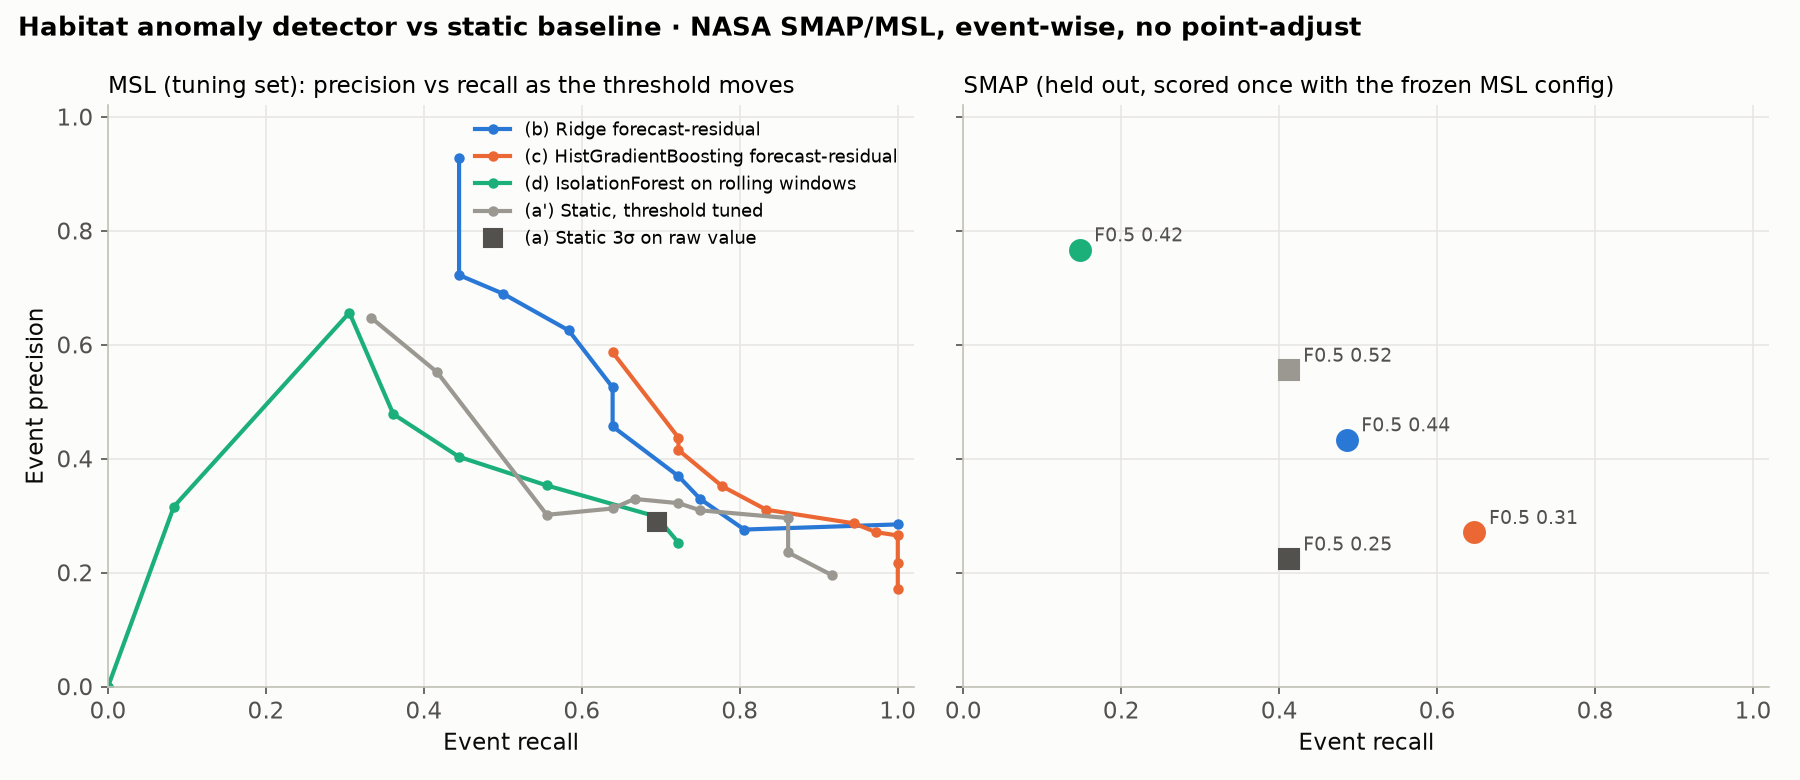 Habitat anomaly detector vs static baseline · NASA SMAP/MSL, event-wise, no point-adjust
MSL (tuning set): precision vs recall as the threshold moves
(b) Ridge forecast-residual
(c) HistGradientBoosting forecast-residual
(d) IsolationForest on rolling windows
(a') Static, threshold tuned
(a) Static 3σ on raw value
Event precision
1.0
0.8
0.6
0.4
0.2
0.0
0.0 0.2 0.4 0.6 0.8 1.0
Event recall
SMAP (held out, scored once with the frozen MSL config)
F0.5 0.42
F0.5 0.52
F0.5 0.44
F0.5 0.31
F0.5 0.25
0.0 0.2 0.4 0.6 0.8 1.0
Event recall